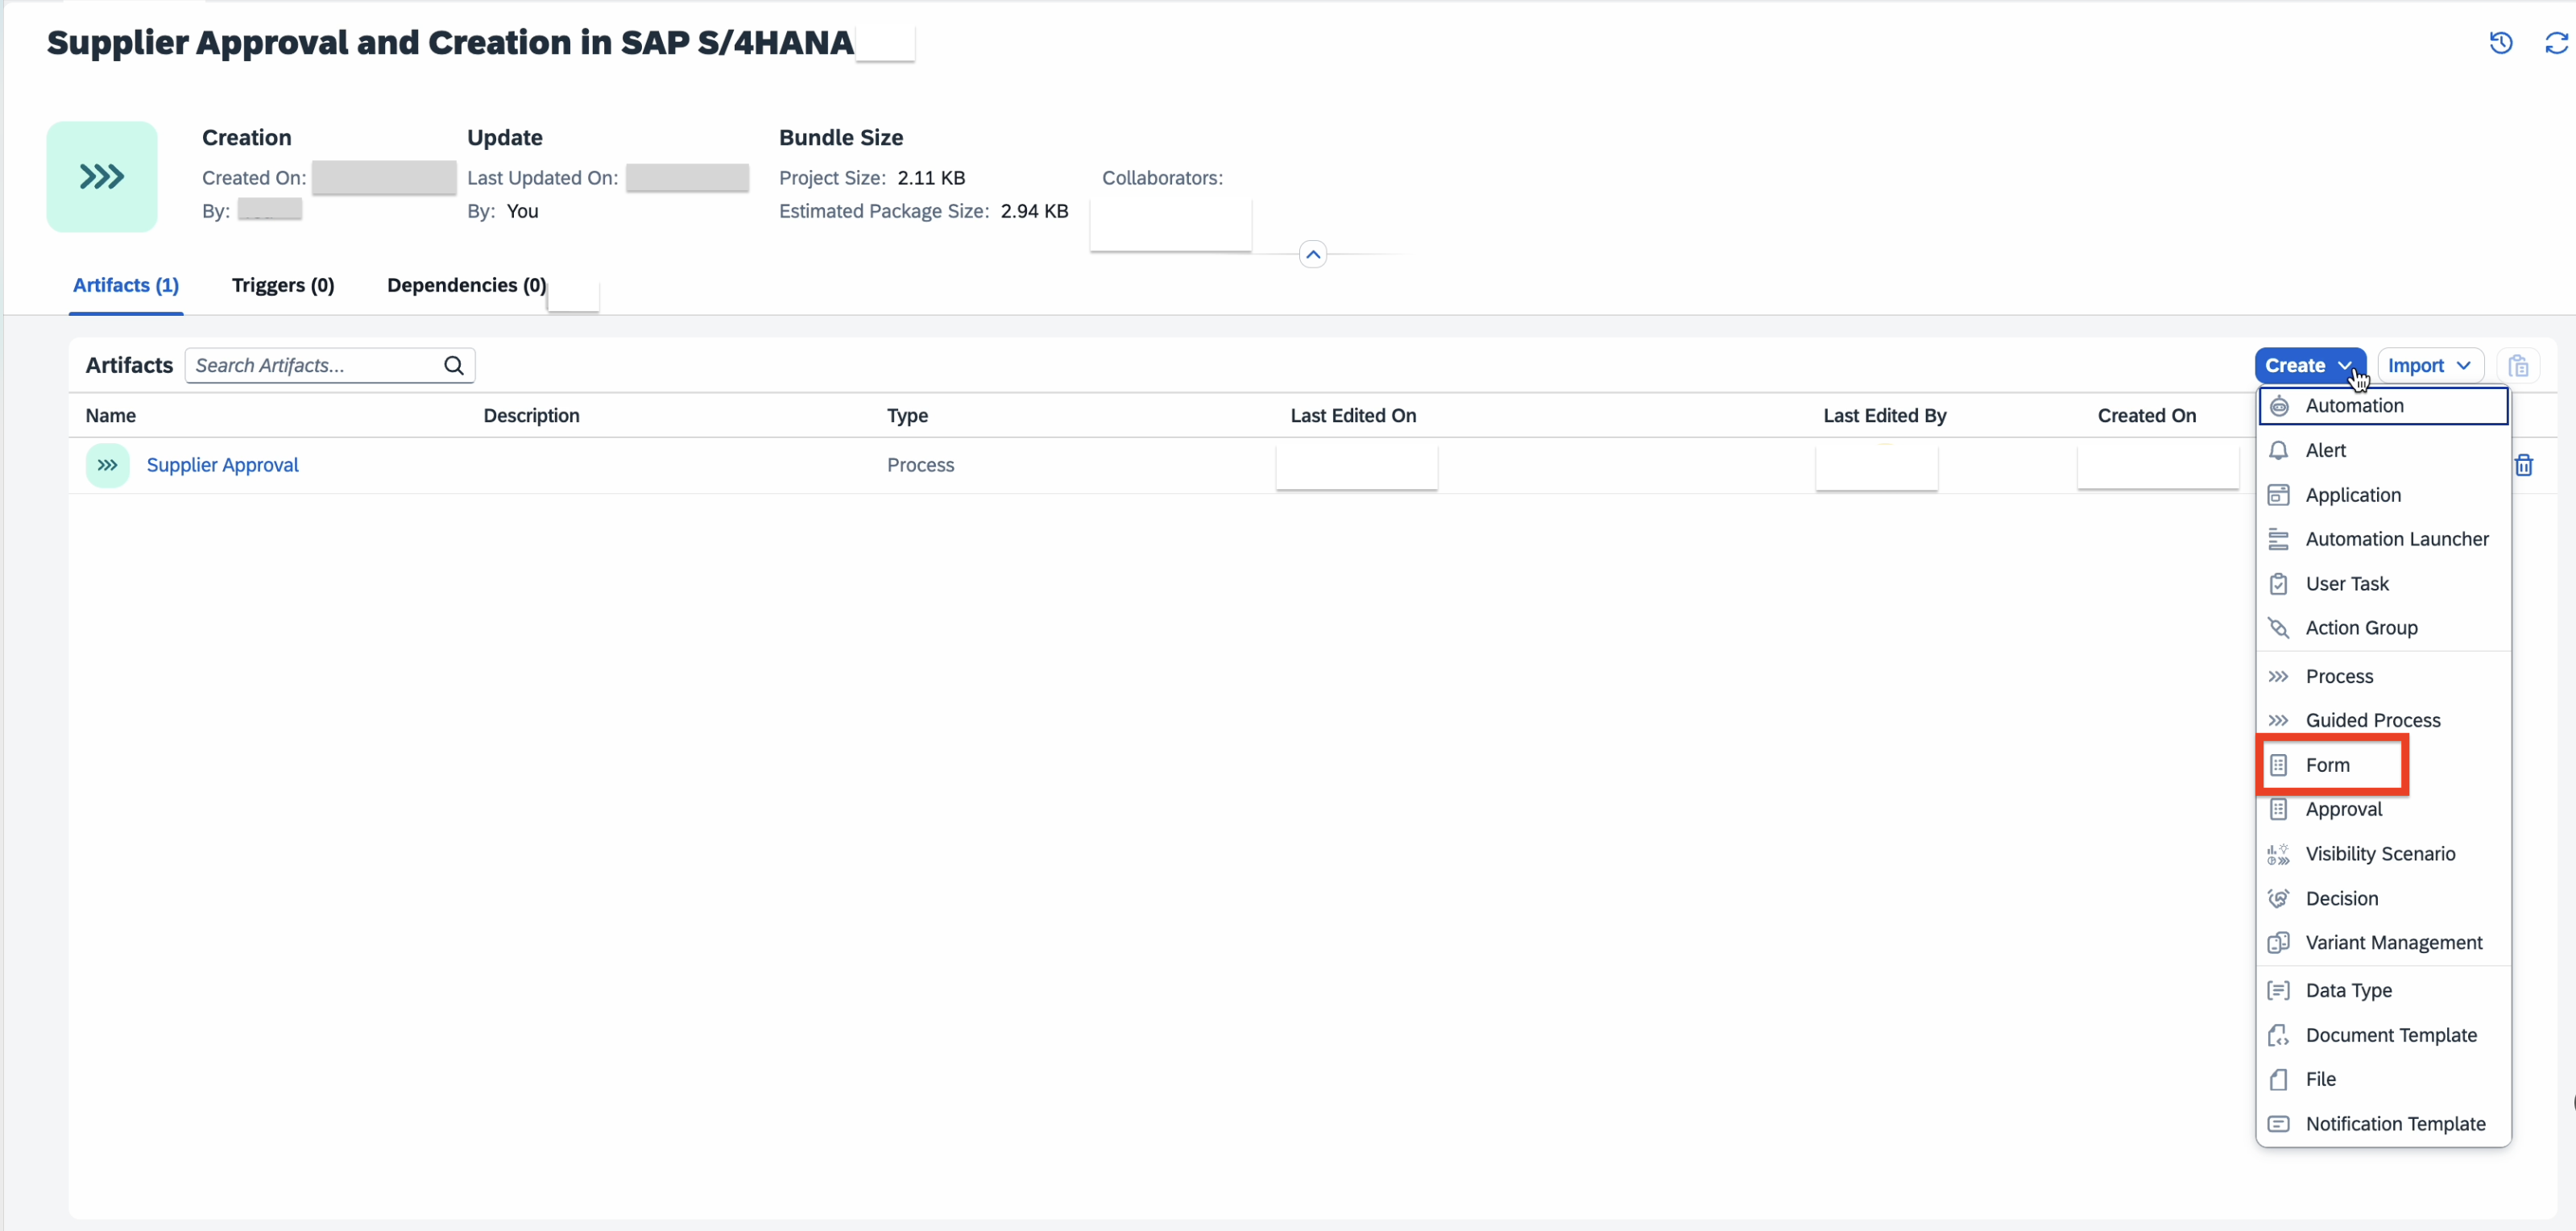 Supplier Approval and Creation in SAP S/4HANA
Creation
Update
Bundle Size
Created On:
Last Updated On:
Project Size: 2.11 KB
Collaborators:
By:
By: You
Estimated Package Size: 2.94 KB
Artifacts (1)
Triggers (0)
Dependencies (0)
Artifacts
Search Artifacts...
Create
Import
Name
Description
Type
Last Edited On
Last Edited By
Created On
Supplier Approval
Process
Automation
Alert
Application
Automation Launcher
User Task
Action Group
Process
Guided Process
Form
Approval
Visibility Scenario
Decision
Variant Management
Data Type
Document Template
File
Notification Template